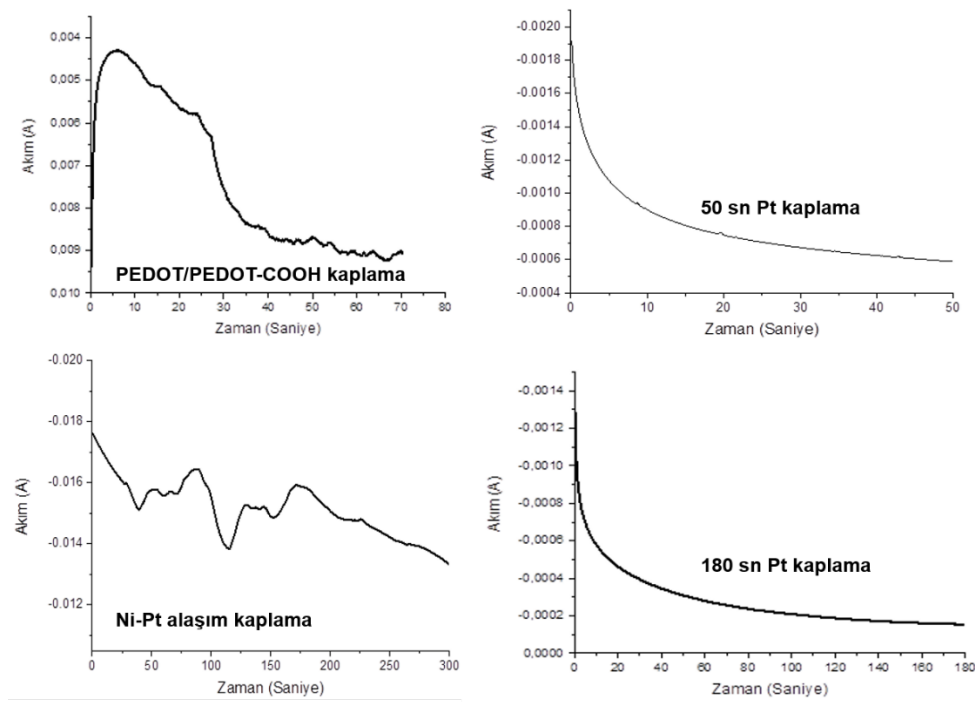 0,004
0,005
0,006
0,007
0,008
0,009
0,010
Akım (A)
0 10 20 30 40 50 60 70 80
Zaman (Saniye)
PEDOT/PEDOT-COOH kaplama
-0.0020
-0.0018
-0.0016
-0.0014
-0.0012
-0.0010
-0.0008
-0.0006
-0.0004
Akım (A)
0 10 20 30 40 50
Zaman (Saniye)
50 sn Pt kaplama
-0.020
-0.018
-0.016
-0.014
-0.012
Akım (A)
0 50 100 150 200 250 300
Zaman (Saniye)
Ni-Pt alaşım kaplama
-0,0014
-0,0012
-0,0010
-0,0008
-0,0006
-0,0004
-0,0002
0,0000
Akım (A)
0 20 40 60 80 100 120 140 160 180
Zaman (Saniye)
180 sn Pt kaplama